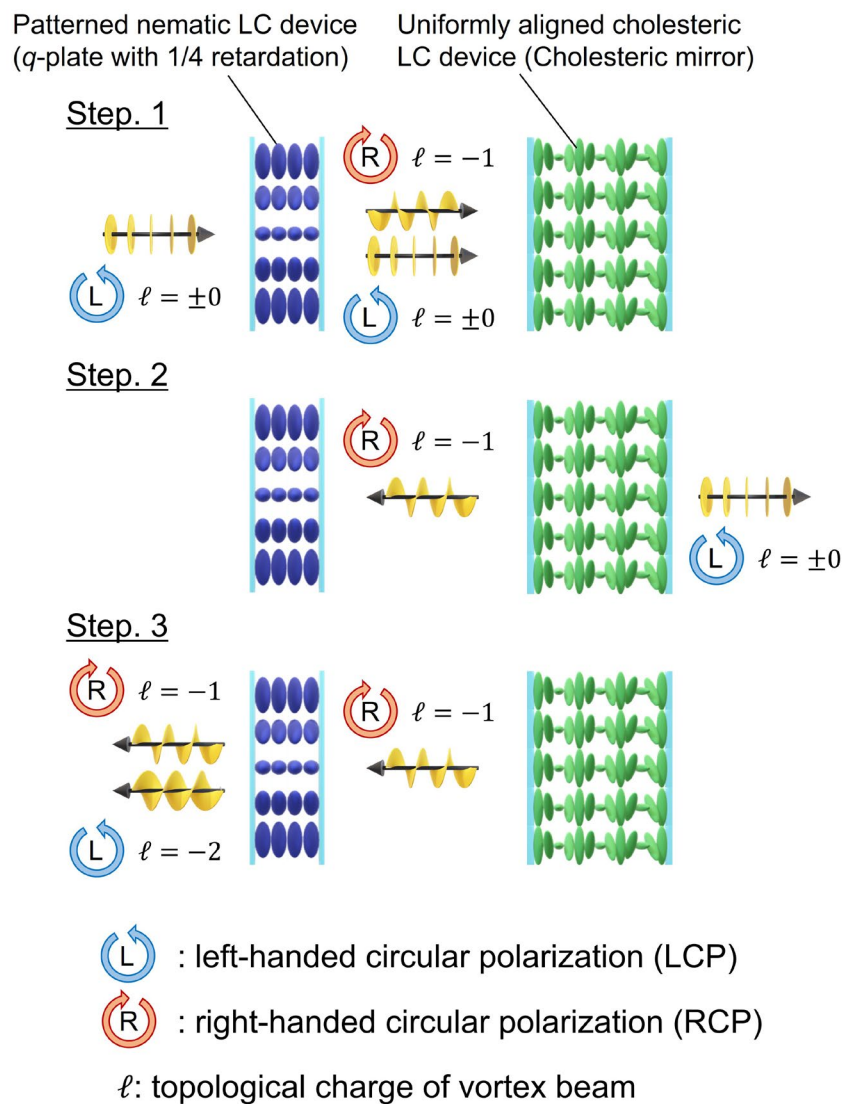 Patterned nematic LC device
(q-plate with 1/4 retardation)
Uniformly aligned cholesteric
LC device (Cholesteric mirror)
Step. 1
R ℓ = −1
L ℓ = ±0
L ℓ = ±0
Step. 2
R ℓ = −1
L ℓ = ±0
Step. 3
R ℓ = −1
R ℓ = −1
L ℓ = −2
L : left-handed circular polarization (LCP)
R : right-handed circular polarization (RCP)
ℓ: topological charge of vortex beam